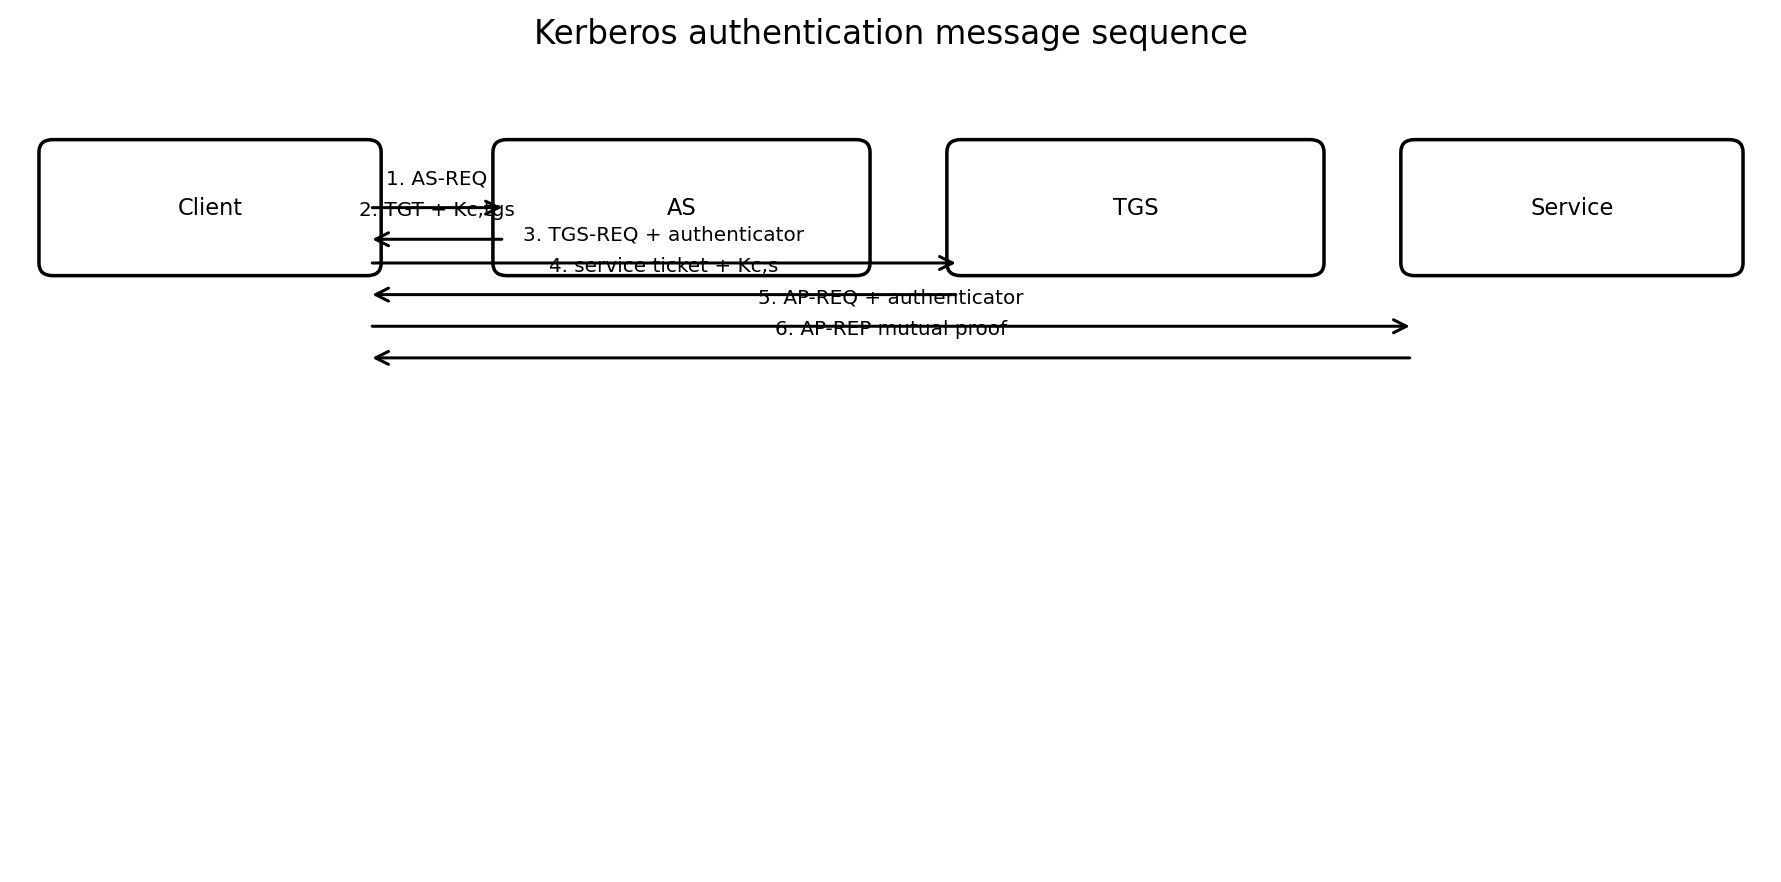 Kerberos authentication message sequence
Client
AS
TGS
Service
1. AS-REQ
2. TGT + Kc,tgs
3. TGS-REQ + authenticator
4. service ticket + Kc,s
5. AP-REQ + authenticator
6. AP-REP mutual proof